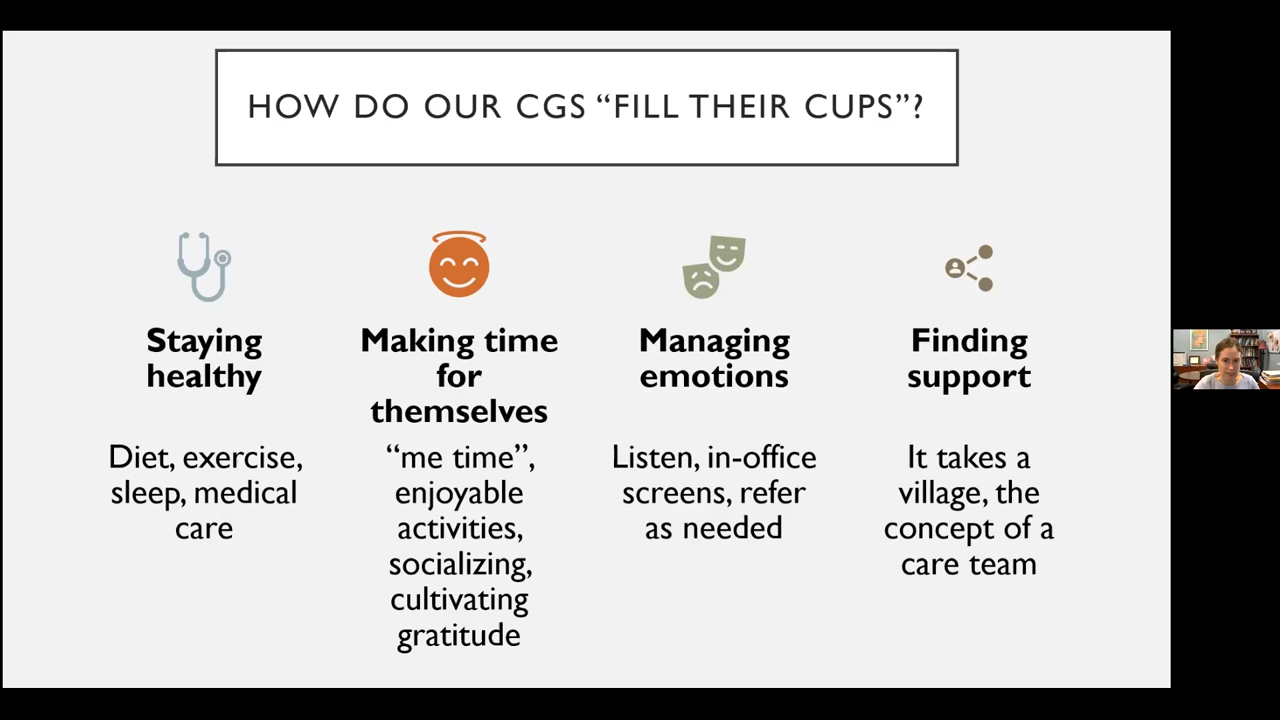 HOW DO OUR CGS “FILL THEIR CUPS”?
Staying
healthy
Diet, exercise,
sleep, medical
care
Making time
for
themselves
“me time”,
enjoyable
activities,
socializing,
cultivating
gratitude
Managing
emotions
Listen, in-office
screens, refer
as needed
Finding
support
It takes a
village, the
concept of a
care team